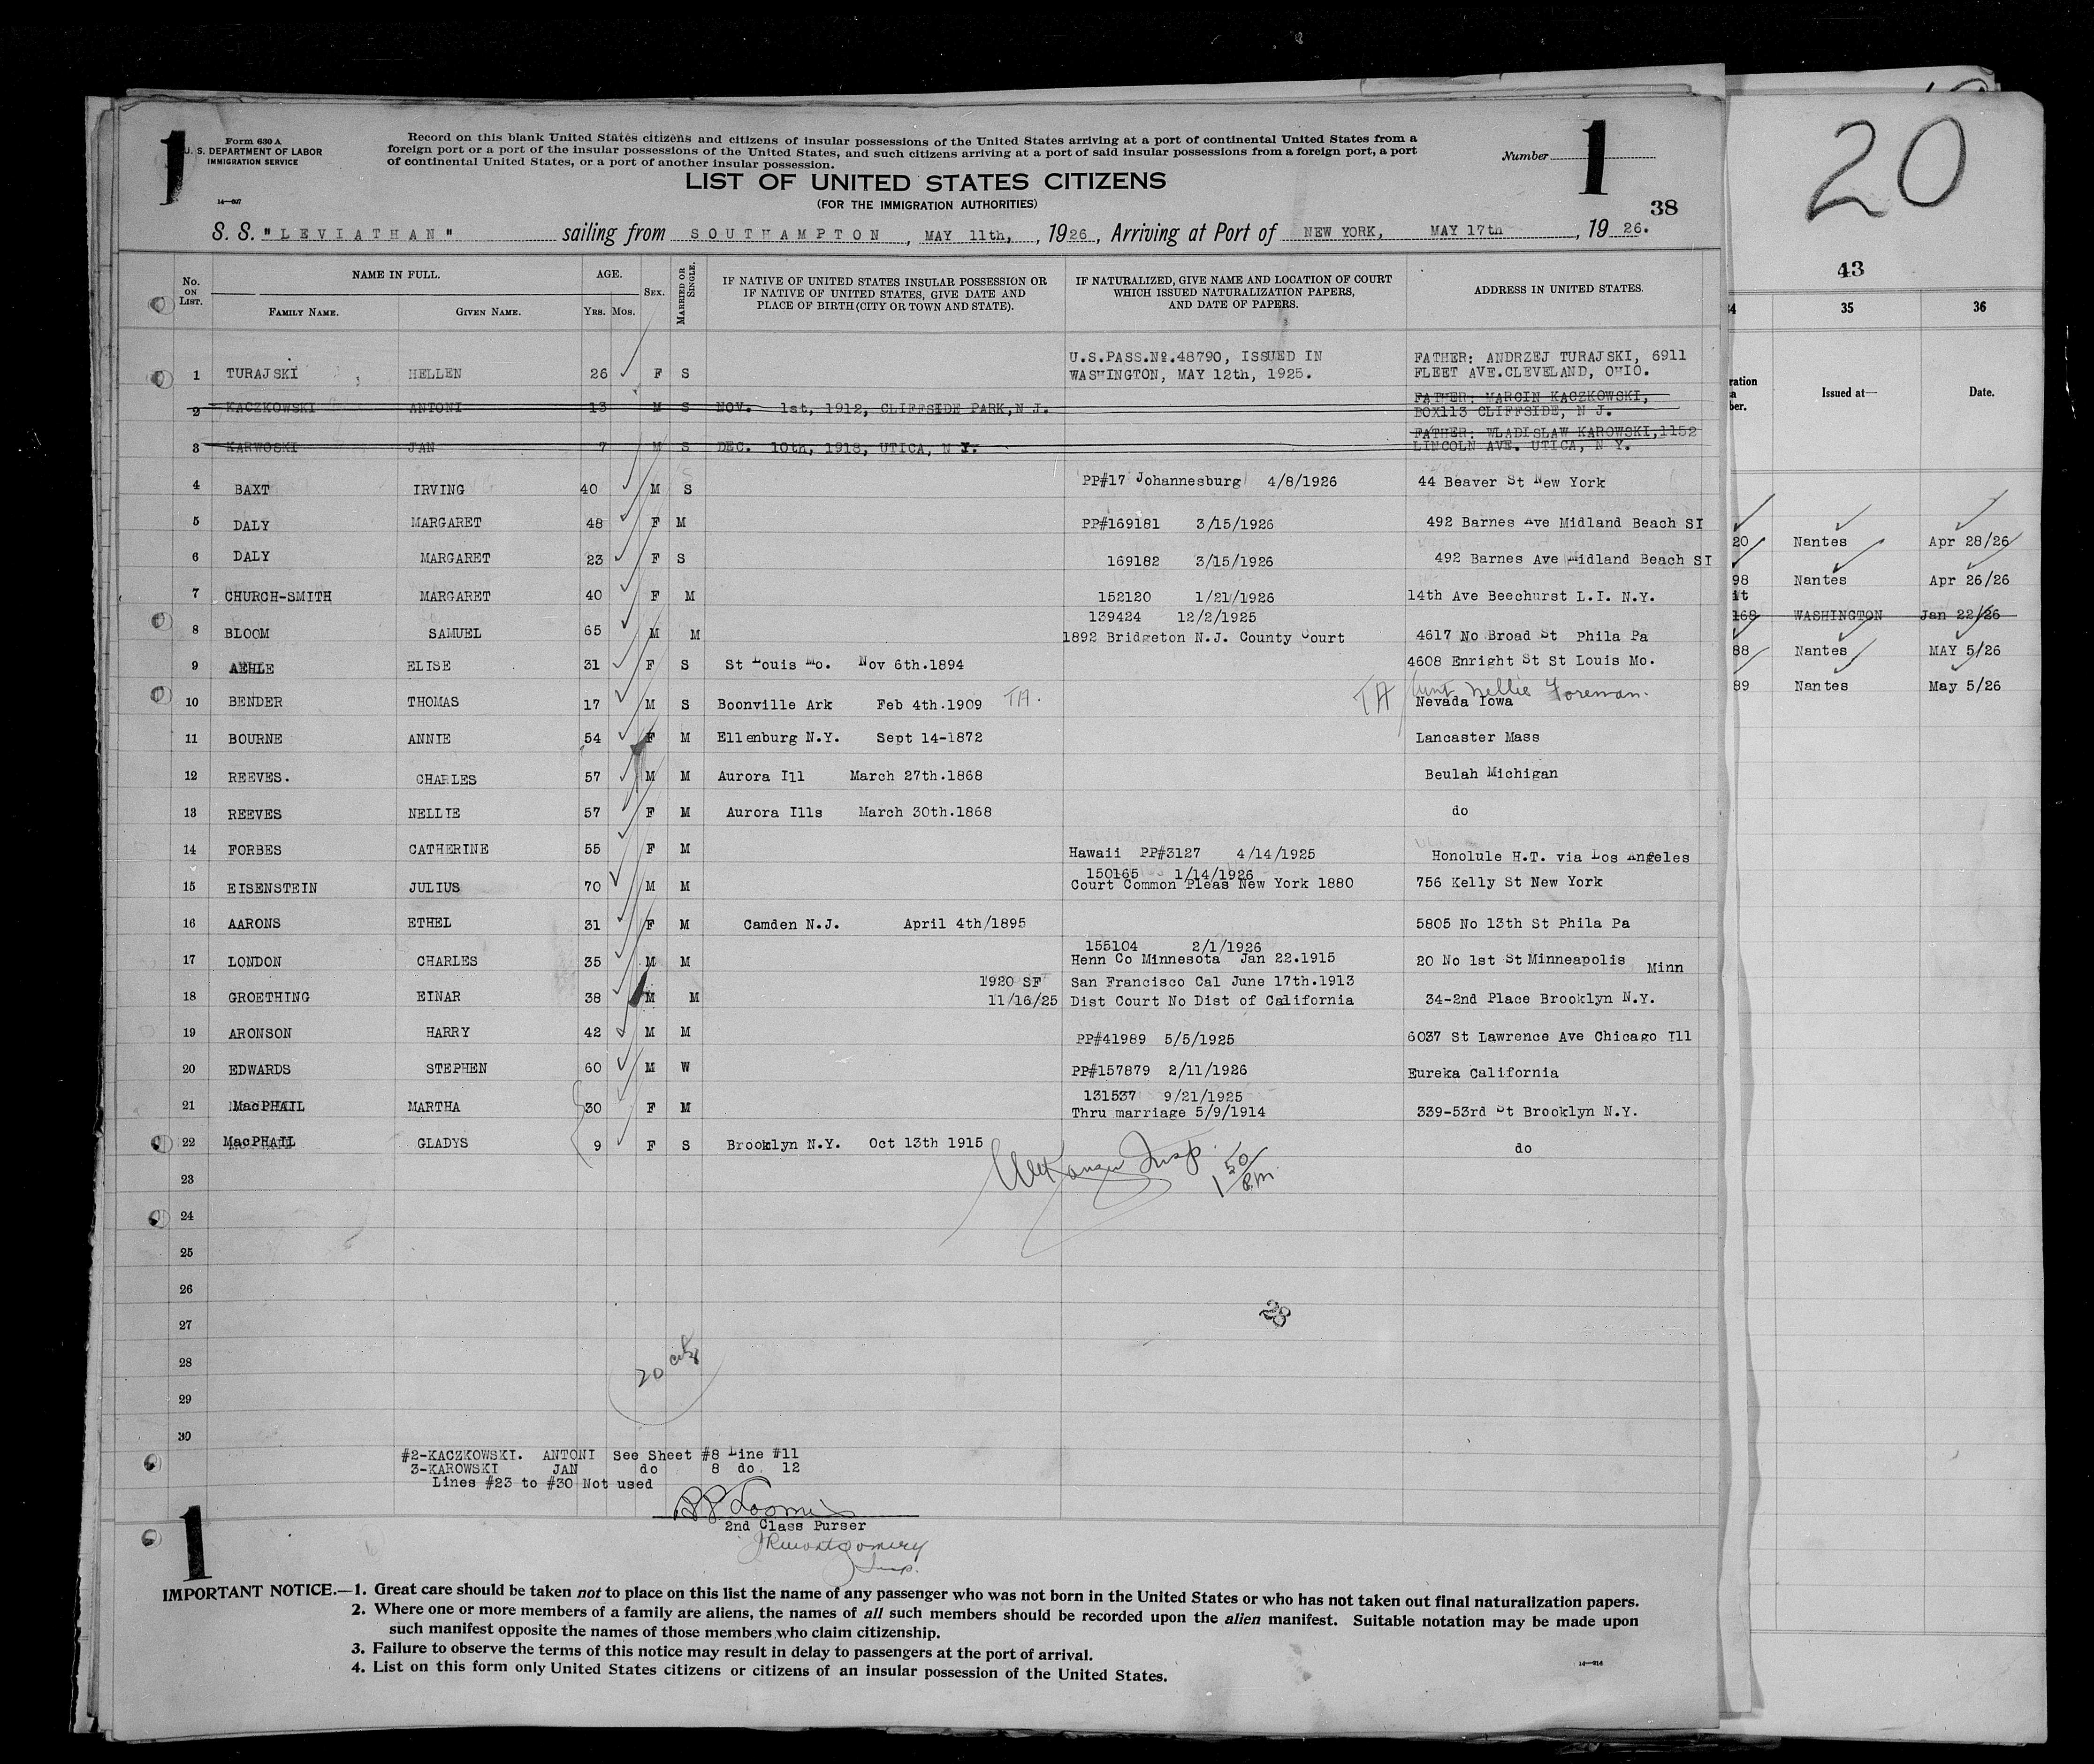 1
Form 630 A
U. S. DEPARTMENT OF LABOR
IMMIGRATION SERVICE
14—607
Record on this blank United States citizens and citizens of insular possessions of the United States arriving at a port of continental United States from a
foreign port or a port of the insular possessions of the United States, and such citizens arriving at a port of said insular possessions from a foreign port, a port
of continental United States, or a port of another insular possession.
LIST OF UNITED STATES CITIZENS
(FOR THE IMMIGRATION AUTHORITIES)
Number 1
38
S. S. "LEVIATHAN" sailing from SOUTHAMPTON, MAY 11th, 1926, Arriving at Port of NEW YORK, MAY 17th, 19 26.
No. ON LIST. NAME IN FULL. FAMILY NAME. GIVEN NAME. AGE. YRS. MOS. SEX. MARRIED OR SINGLE. IF NATIVE OF UNITED STATES INSULAR POSSESSION OR IF NATIVE OF UNITED STATES, GIVE DATE AND PLACE OF BIRTH (CITY OR TOWN AND STATE). IF NATURALIZED, GIVE NAME AND LOCATION OF COURT WHICH ISSUED NATURALIZATION PAPERS, AND DATE OF PAPERS. ADDRESS IN UNITED STATES.
U.S.PASS.Nº.48790, ISSUED IN FATHER: ANDRZEJ TURAJSKI, 6911
1 TURAJSKI HELLEN 26 F S WASHINGTON, MAY 12th, 1925. FLEET AVE.CLEVELAND, OHIO.
FATHER: MARCIN KACZKOWSKI,
2 KACZKOWSKI ANTONI 13 M S NOV. 1st, 1912, CLIFFSIDE PARK,N J. BOX113 CLIFFSIDE, N J.
FATHER: WLADISLAW KAROWSKI,1152
3 KARWOSKI JAN 7 M S DEC. 10th, 1918, UTICA, N Y. LINCOLN AVE. UTICA, N Y.
4 BAXT IRVING 40 M S PP#17 Johannesburg 4/8/1926 44 Beaver St New York
5 DALY MARGARET 48 F M PP#169181 3/15/1926 492 Barnes Ave Midland Beach SI
6 DALY MARGARET 23 F S 169182 3/15/1926 492 Barnes Ave Midland Beach SI
7 CHURCH-SMITH MARGARET 40 F M 152120 1/21/1926 14th Ave Beechurst L.I. N.Y.
139424 12/2/1925
8 BLOOM SAMUEL 65 M M 1892 Bridgeton N.J. County Court 4617 No Broad St Phila Pa
9 AEHLE ELISE 31 F S St Louis Mo. Nov 6th.1894 4608 Enright St St Louis Mo.
10 BENDER THOMAS 17 M S Boonville Ark Feb 4th.1909 TA. TA Aunt Nellie Foreman.
Nevada Iowa
11 BOURNE ANNIE 54 F M Ellenburg N.Y. Sept 14-1872 Lancaster Mass
12 REEVES. CHARLES 57 M M Aurora Ill March 27th.1868 Beulah Michigan
13 REEVES NELLIE 57 F M Aurora Ills March 30th.1868 do
14 FORBES CATHERINE 55 F M Hawaii PP#3127 4/14/1925 Honolule H.T. via Los Angeles
150165 1/14/1926
15 EISENSTEIN JULIUS 70 M M Court Common Pleas New York 1880 756 Kelly St New York
16 AARONS ETHEL 31 F M Camden N.J. April 4th/1895 5805 No 13th St Phila Pa
155104 2/1/1926
17 LONDON CHARLES 35 M M Henn Co Minnesota Jan 22.1915 20 No 1st St Minneapolis Minn
1920 SF San Francisco Cal June 17th.1913
18 GROETHING EINAR 38 M M 11/16/25 Dist Court No Dist of California 34-2nd Place Brooklyn N.Y.
19 ARONSON HARRY 42 M M PP#41989 5/5/1925 6037 St Lawrence Ave Chicago Ill
20 EDWARDS STEPHEN 60 M W PP#157879 2/11/1926 Eureka California
131537 9/21/1925
21 MacPHAIL MARTHA 30 F M Thru marriage 5/9/1914 339-53rd St Brooklyn N.Y.
22 MacPHAIL GLADYS 9 F S Brooklyn N.Y. Oct 13th 1915 do
Insp. 1 50/P.M.
23
24
25
26
27
28
29
30
28
20 cits
#2-KACZKOWSKI. ANTONI See Sheet #8 Line #11
3-KAROWSKI JAN do 8 do. 12
Lines #23 to #30 Not used
2nd Class Purser
JRMontgomery
Insp.
1
IMPORTANT NOTICE.—1. Great care should be taken not to place on this list the name of any passenger who was not born in the United States or who has not taken out final naturalization papers.
2. Where one or more members of a family are aliens, the names of all such members should be recorded upon the alien manifest. Suitable notation may be made upon
such manifest opposite the names of those members who claim citizenship.
3. Failure to observe the terms of this notice may result in delay to passengers at the port of arrival.
4. List on this form only United States citizens or citizens of an insular possession of the United States.
14—614
20
43
34 35 36
Issued at— Date.
20 Nantes Apr 28/26
98 Nantes Apr 26/26
it
168 WASHINGTON Jan 22/26
88 Nantes MAY 5/26
89 Nantes May 5/26